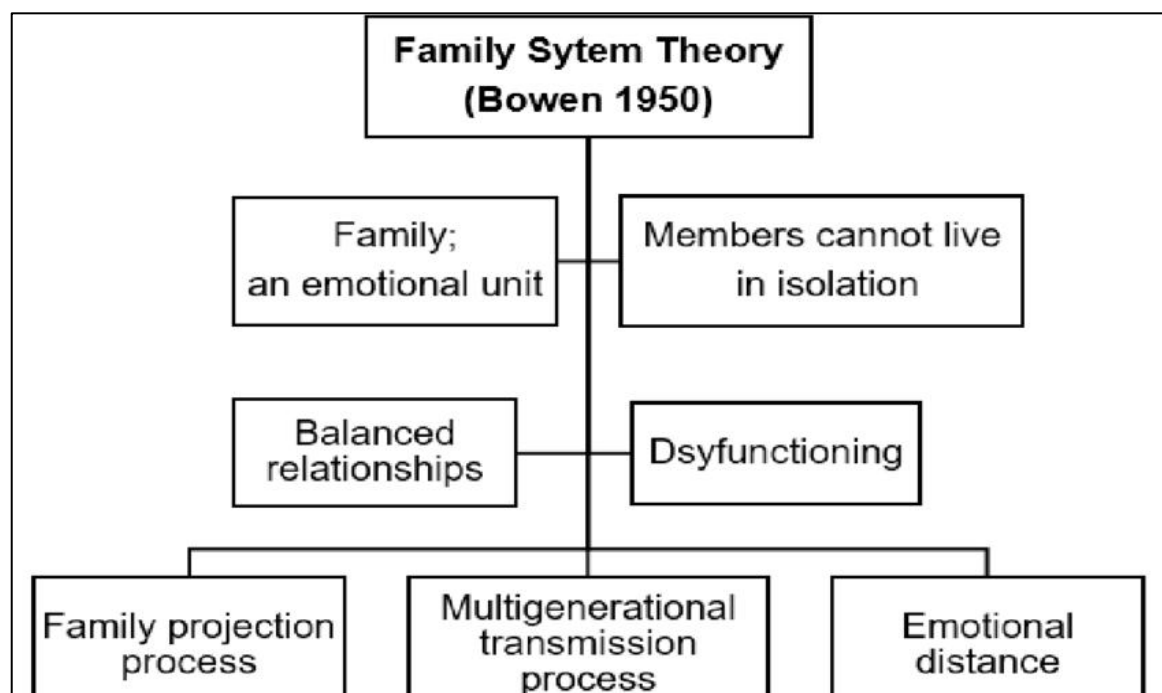 Family Sytem Theory
(Bowen 1950)
Family;
an emotional unit
Members cannot live
in isolation
Balanced
relationships
Dsyfunctioning
Family projection
process
Multigenerational
transmission
process
Emotional
distance